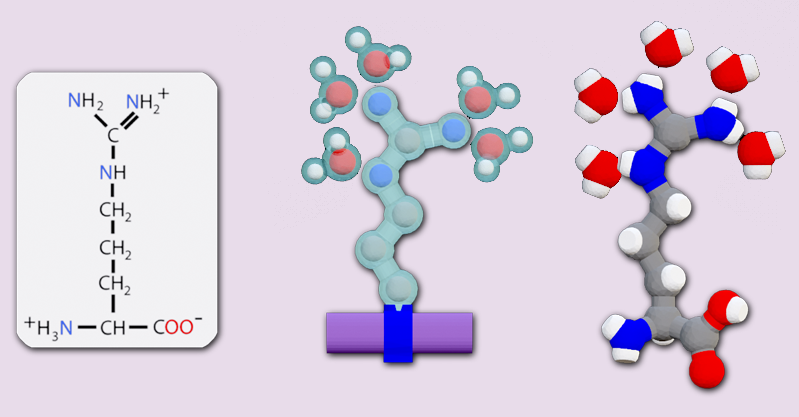 NH₂ NH₂⁺
C
NH
CH₂
CH₂
CH₂
⁺H₃N CH COO⁻